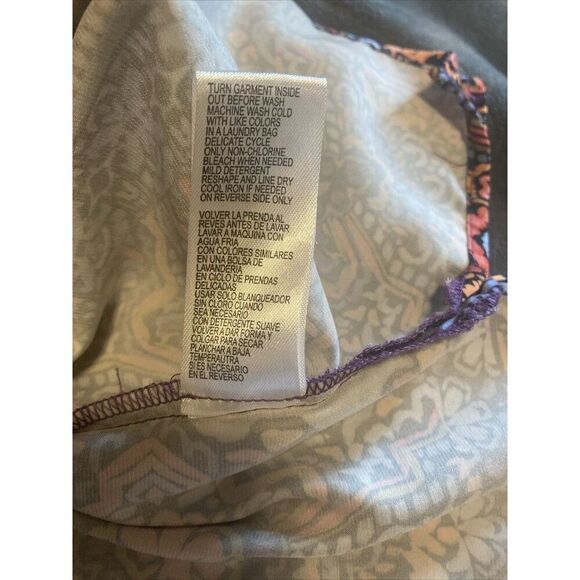 TURN GARMENT INSIDE
OUT BEFORE WASH
MACHINE WASH COLD
WITH LIKE COLORS
IN A LAUNDRY BAG
DELICATE CYCLE
ONLY NON-CHLORINE
BLEACH WHEN NEEDED
MILD DETERGENT
RESHAPE AND LINE DRY
COOL IRON IF NEEDED
ON REVERSE SIDE ONLY
VOLVER LA PRENDA AL
REVES ANTES DE LAVAR
LAVAR A MAQUINA CON
AGUA FRIA
CON COLORES SIMILARES
EN UNA BOLSA DE
LAVANDERIA
EN CICLO DE PRENDAS
DELICADAS
USAR SOLO BLANQUEADOR
SIN CLORO CUANDO
SEA NECESARIO
CON DETERGENTE SUAVE
VOLVER A DAR FORMA Y
COLGAR PARA SECAR
PLANCHAR A BAJA
TEMPERAUTRA
SI ES NECESARIO
EN EL REVERSO